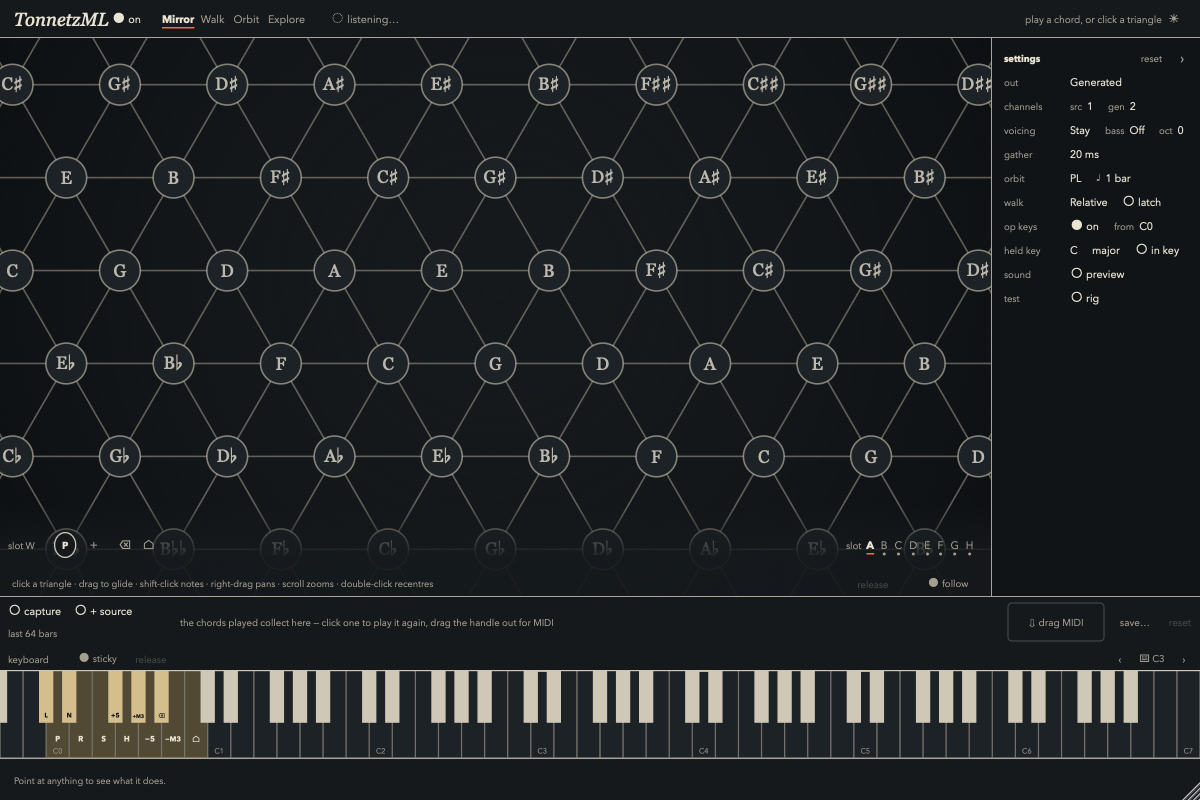 TonnetzML on Mirror Walk Orbit Explore listening… play a chord, or click a triangle
C♯ G♯ D♯ A♯ E♯ B♯ F♯♯ C♯♯ G♯♯ D♯♯
E B F♯ C♯ G♯ D♯ A♯ E♯ B♯
C G D A E B F♯ C♯ G♯ D♯
E♭ B♭ F C G D A E B
C♭ G♭ D♭ A♭ E♭ B♭ F C G D
B♭♭ F♭ C♭ G♭ D♭ A♭ E♭
slot W P + slot A B C D E F G H
click a triangle · drag to glide · shift-click notes · right-drag pans · scroll zooms · double-click recentres release follow
settings reset ›
out Generated
channels src 1 gen 2
voicing Stay bass Off oct 0
gather 20 ms
orbit PL ♩ 1 bar
walk Relative latch
op keys on from C0
held key C major in key
sound preview
test rig
capture + source
last 64 bars
the chords played collect here – click one to play it again, drag the handle out for MIDI
⇩ drag MIDI save… reset
keyboard sticky release ‹ C3 ›
L N +5 +M3 ⌫
P R S H −5 −M3
C0 C1 C2 C3 C4 C5 C6 C7
Point at anything to see what it does.